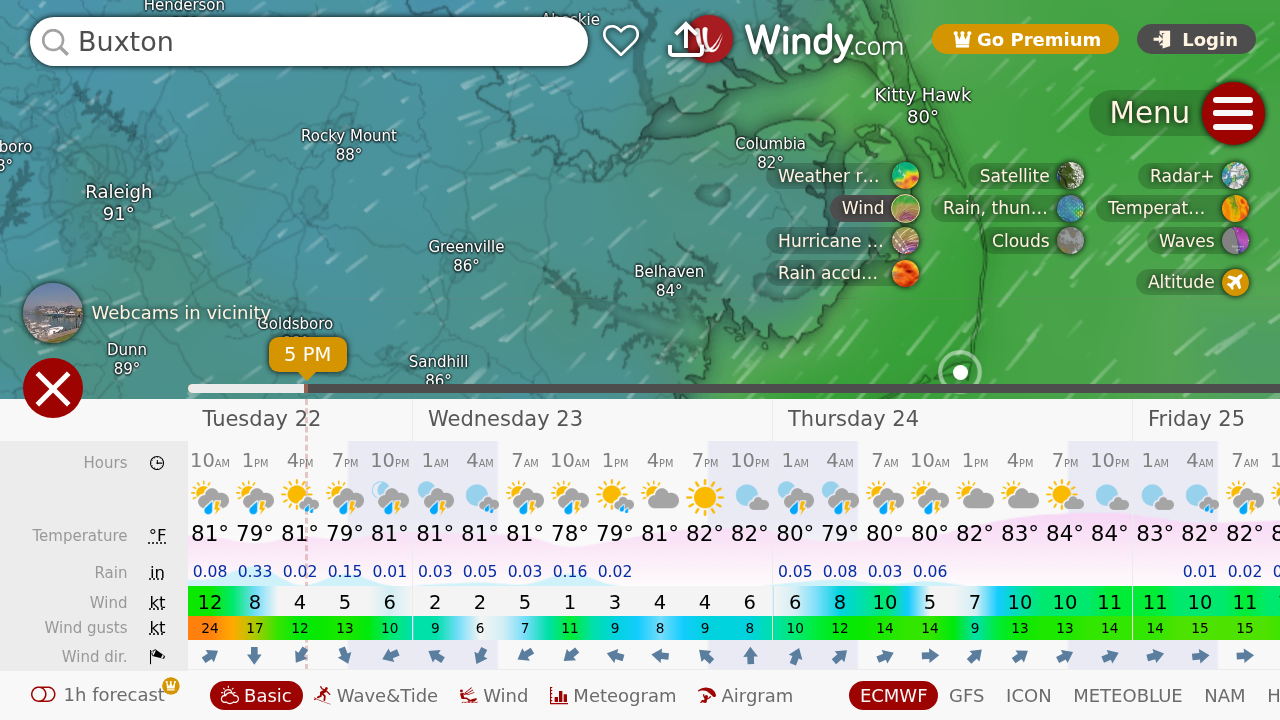 Henderson
Buxton
Windy.com
Go Premium
Login
Kitty Hawk
80°
Menu
Rocky Mount
88°
Columbia
82°
Raleigh
91°
Weather r...
Satellite
Radar+
Wind
Rain, thun...
Temperat...
Greenville
86°
Hurricane ...
Clouds
Waves
Belhaven
84°
Rain accu...
Altitude
Webcams in vicinity
Goldsboro
Dunn
89°
5 PM
Sandhill
86°
Tuesday 22 Wednesday 23 Thursday 24 Friday 25
Hours 10AM 1PM 4PM 7PM 10PM 1AM 4AM 7AM 10AM 1PM 4PM 7PM 10PM 1AM 4AM 7AM 10AM 1PM 4PM 7PM 10PM 1AM 4AM 7AM
Temperature °F 81° 79° 81° 79° 81° 81° 81° 81° 78° 79° 81° 82° 82° 80° 79° 80° 80° 82° 83° 84° 84° 83° 82° 82°
Rain in 0.08 0.33 0.02 0.15 0.01 0.03 0.05 0.03 0.16 0.02 0.05 0.08 0.03 0.06 0.01 0.02
Wind kt 12 8 4 5 6 2 2 5 1 3 4 4 6 6 8 10 5 7 10 10 11 11 10 11
Wind gusts kt 24 17 12 13 10 9 6 7 11 9 8 9 8 10 12 14 14 9 13 13 14 14 15 15
Wind dir.
1h forecast
Basic Wave&Tide Wind Meteogram Airgram ECMWF GFS ICON METEOBLUE NAM